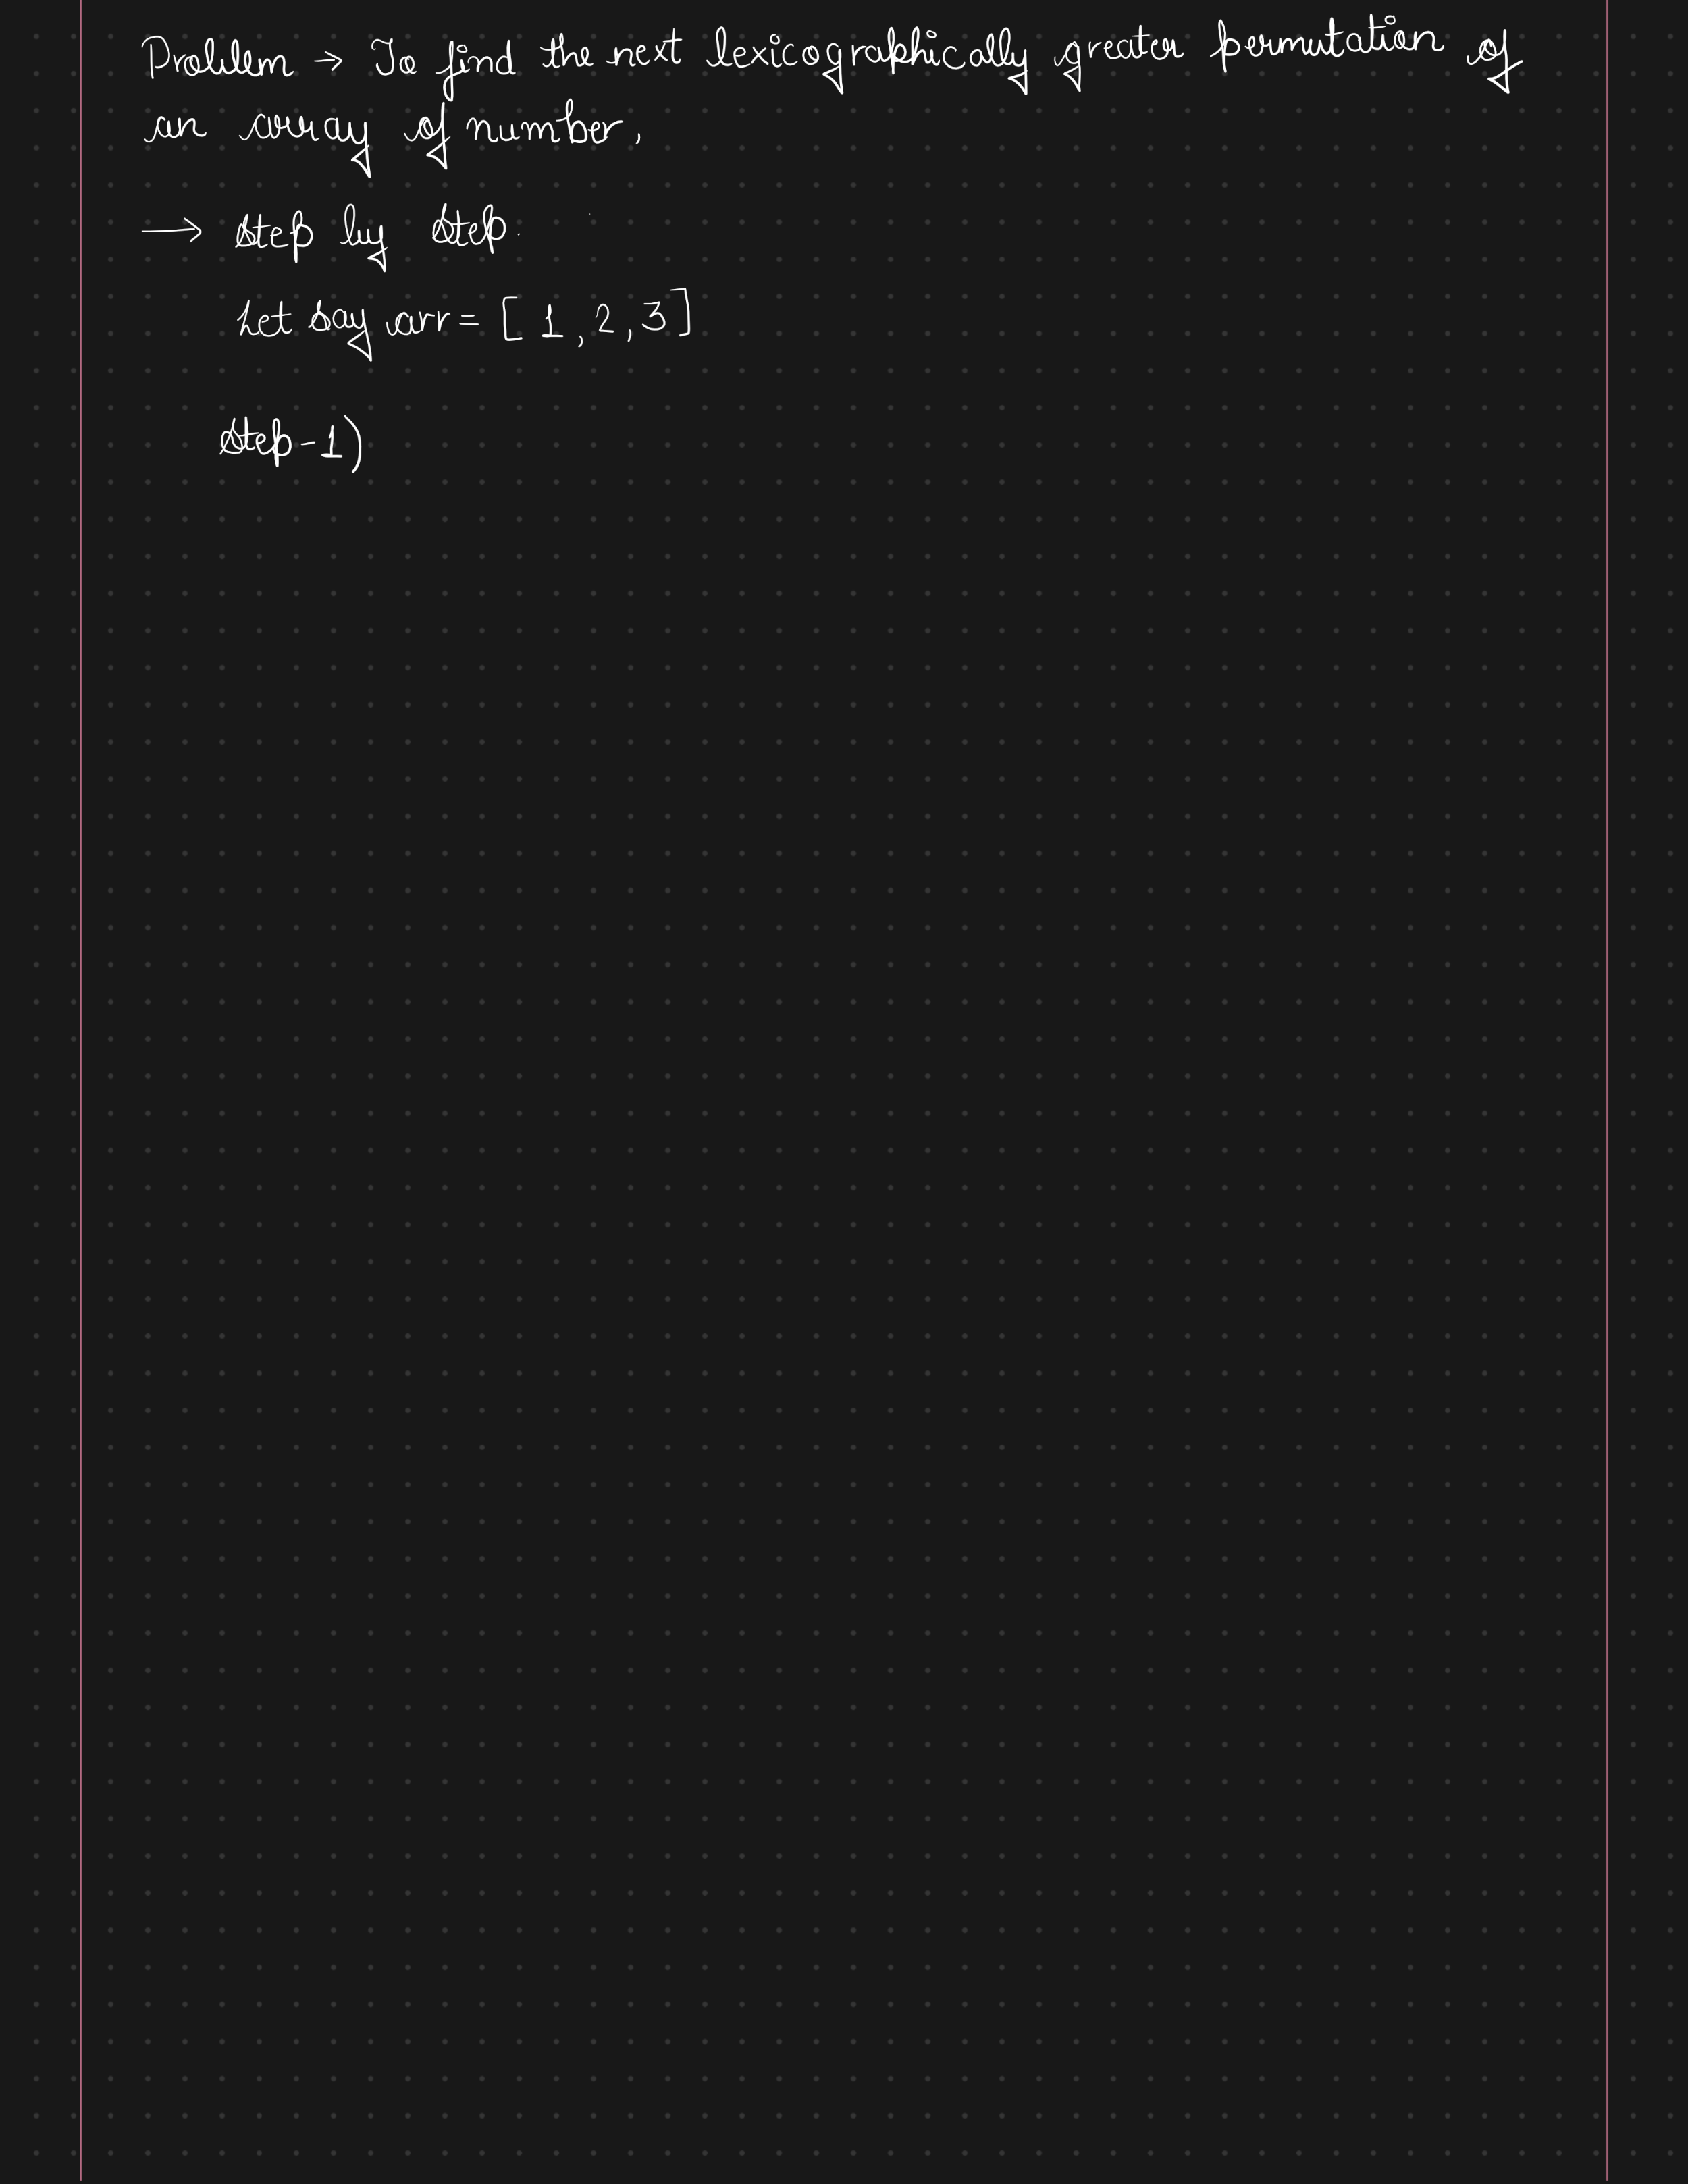 Problem → To find the next lexicographically greater permutation of
an array of number,
→ Step by Step.
Let Say arr = [ 1, 2, 3 ]
Step-1)